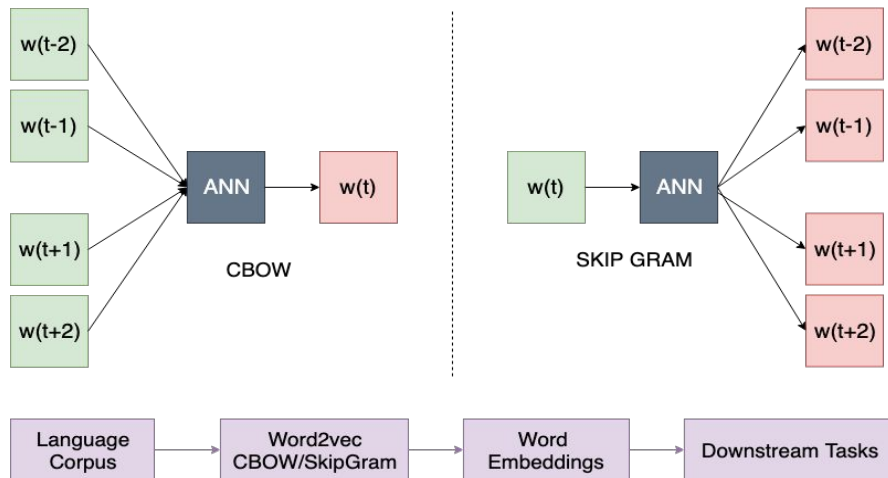 w(t-2)
w(t-1)
w(t+1)
w(t+2)
ANN
w(t)
CBOW
w(t)
ANN
SKIP GRAM
w(t-2)
w(t-1)
w(t+1)
w(t+2)
Language
Corpus
Word2vec
CBOW/SkipGram
Word
Embeddings
Downstream Tasks